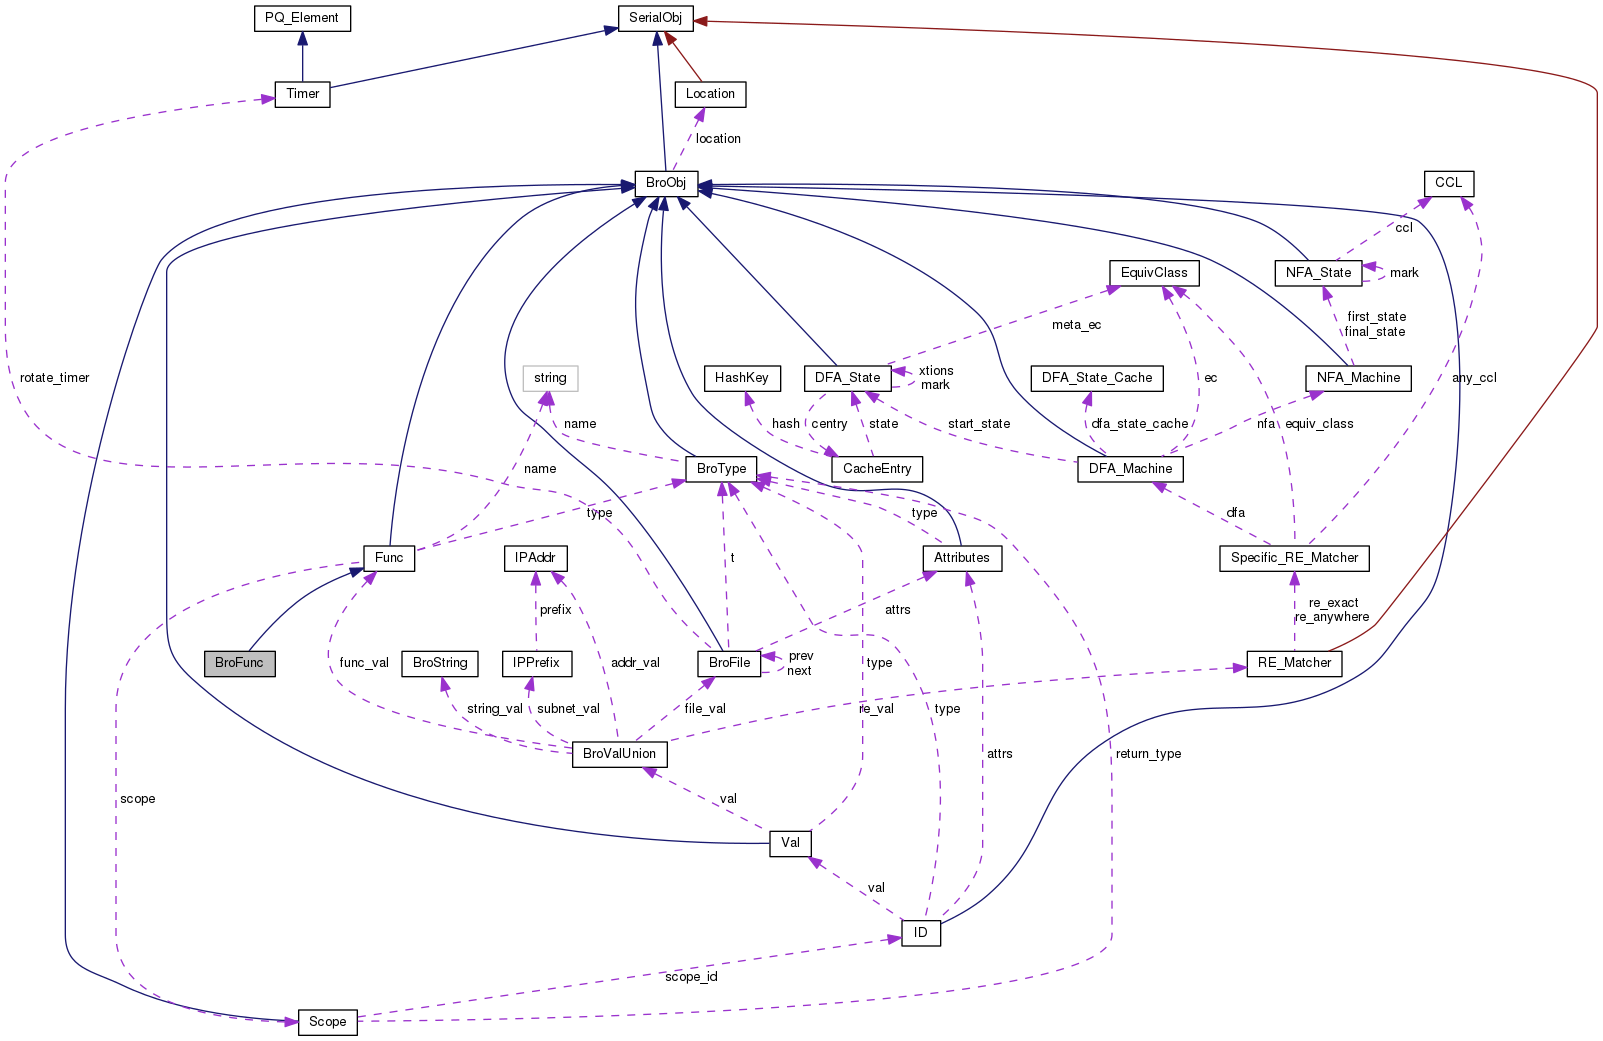 PQ_Element
SerialObj
Timer
Location
location
BroObj
CCL
ccl
EquivClass
NFA_State
mark
first_state
final_state
meta_ec
rotate_timer
string
HashKey
DFA_State
xtions
mark
DFA_State_Cache
ec
NFA_Machine
any_ccl
name
hash
centry
state
start_state
dfa_state_cache
nfa
equiv_class
name
BroType
CacheEntry
DFA_Machine
type
type
dfa
Func
IPAddr
t
Attributes
Specific_RE_Matcher
prefix
attrs
re_exact
re_anywhere
BroFunc
func_val
BroString
IPPrefix
addr_val
BroFile
prev
next
type
RE_Matcher
string_val
subnet_val
file_val
re_val
type
BroValUnion
attrs
return_type
scope
val
Val
val
ID
scope_id
Scope